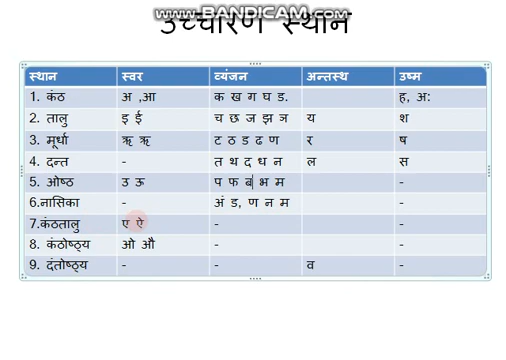 www.BANDICAM.com
उच्चारण स्थान
स्थान स्वर व्यंजन अन्तस्थ उष्म
1. कंठ अ ,आ क ख ग घ ड. ह, अ:
2. तालु इ ई च छ ज झ ञ य श
3. मूर्धा ऋ ऋ ट ठ ड ढ ण र ष
4. दन्त - त थ द ध न ल स
5. ओष्ठ उ ऊ प फ ब भ म -
6.नासिका - अं ड, ण न म -
7.कंठतालु ए ऐ - -
8. कंठोष्ठ्य ओ औ - -
9. दंतोष्ठ्य - - व -